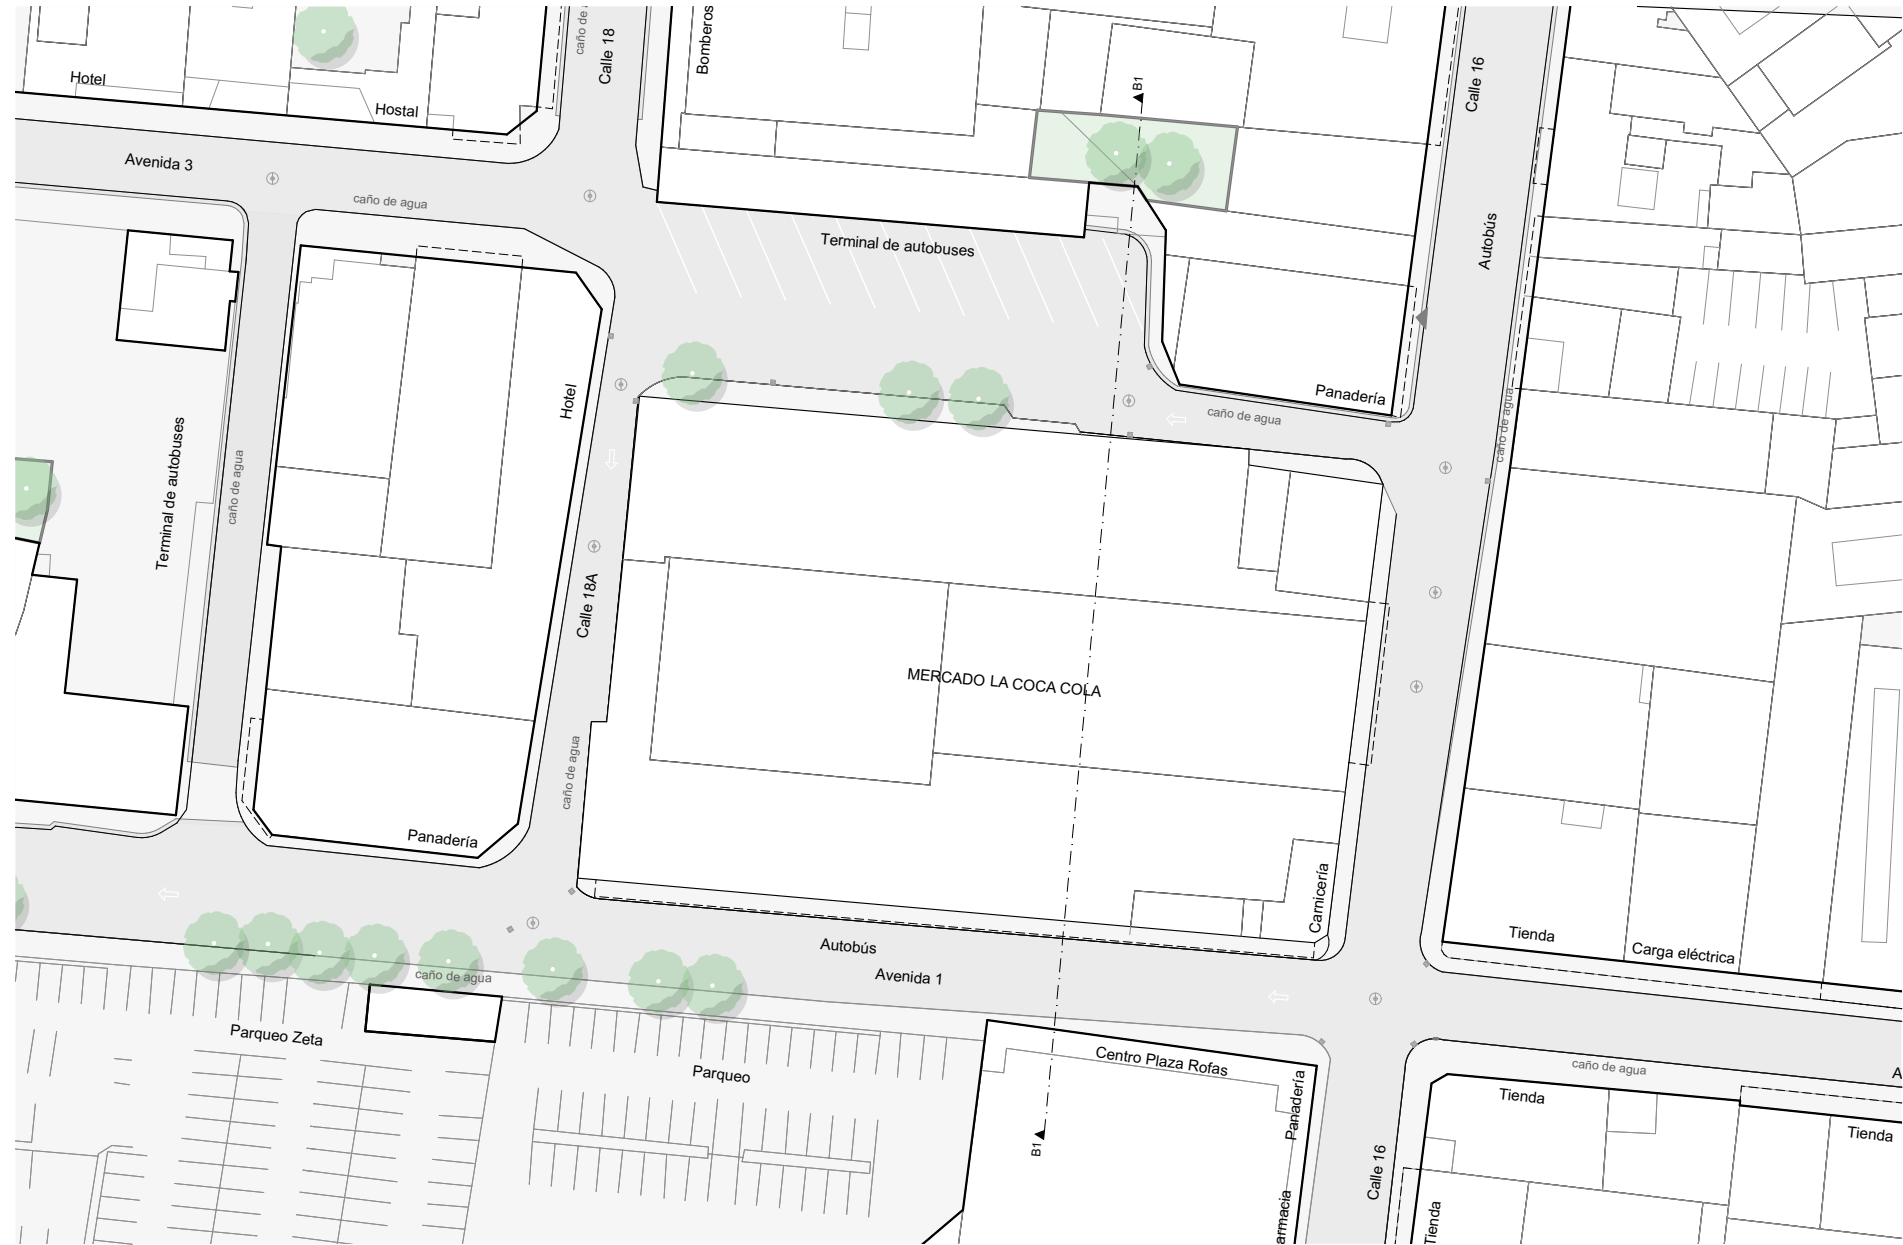 caño de
Calle 18
Bomberos
Hotel
Hostal
B1
Calle 16
Avenida 3
caño de agua
Terminal de autobuses
Autobús
Panadería
caño de agua
caño de agua
Hotel
Terminal de autobuses
caño de agua
Calle 18A
MERCADO LA COCA COLA
caño de agua
Panadería
Carnicería
Tienda
Carga eléctrica
Autobús
Avenida 1
caño de agua
Parqueo Zeta
Parqueo
Centro Plaza Rofas
Panadería
caño de agua
A
Tienda
Tienda
B1
Calle 16
armacia
Tienda